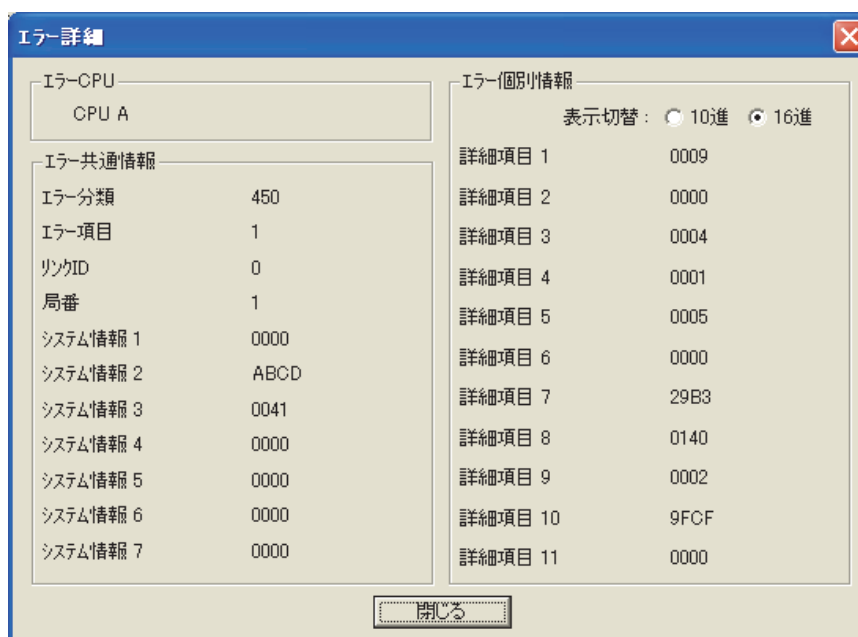 エラー詳細
エラーCPU
CPU A
エラー共通情報
エラー分類 450
エラー項目 1
リンクID 0
局番 1
システム情報 1 0000
システム情報 2 ABCD
システム情報 3 0041
システム情報 4 0000
システム情報 5 0000
システム情報 6 0000
システム情報 7 0000
エラー個別情報
表示切替： 10進 16進
詳細項目 1 0009
詳細項目 2 0000
詳細項目 3 0004
詳細項目 4 0001
詳細項目 5 0005
詳細項目 6 0000
詳細項目 7 29B3
詳細項目 8 0140
詳細項目 9 0002
詳細項目 10 9FCF
詳細項目 11 0000
閉じる